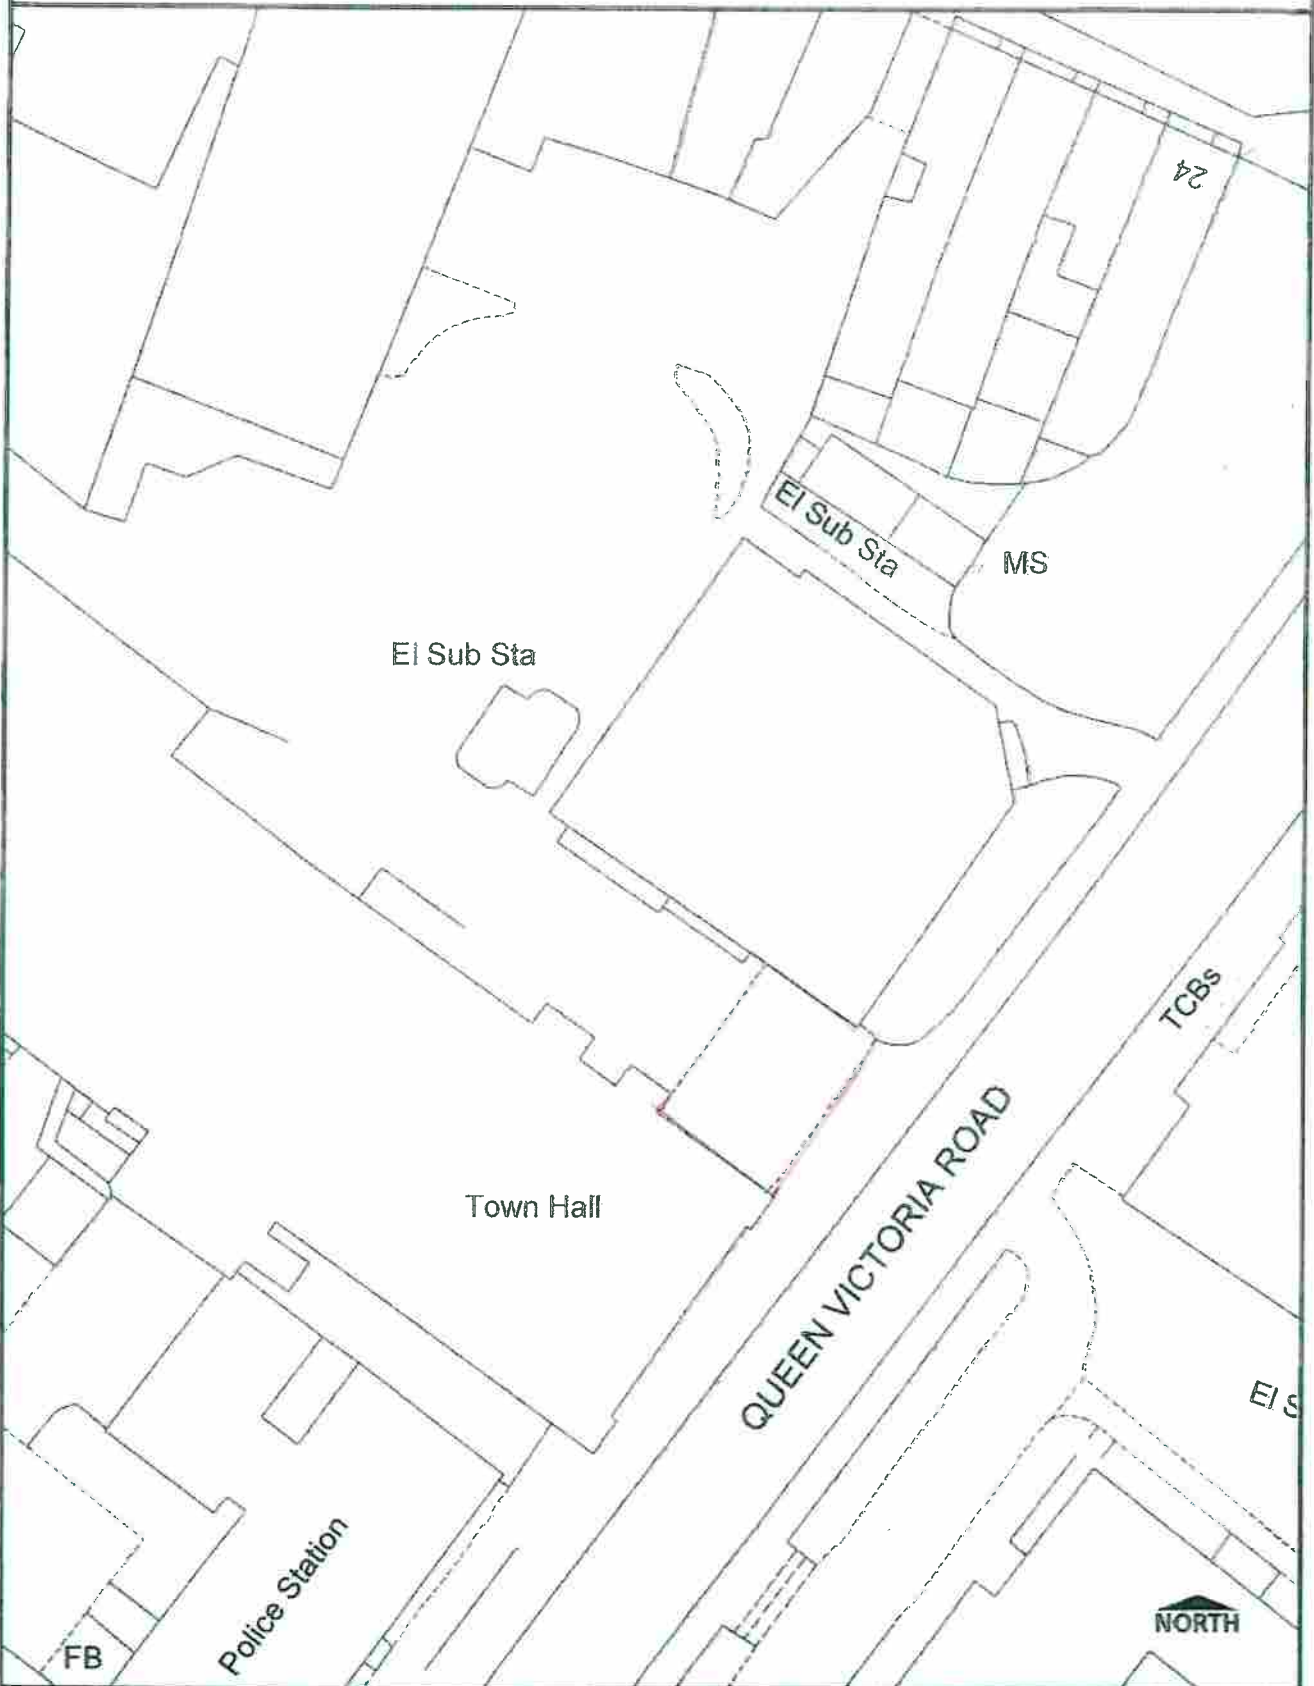 24
El Sub Sta
MS
El Sub Sta
TCBs
Town Hall
QUEEN VICTORIA ROAD
El S
Police Station
FB
NORTH